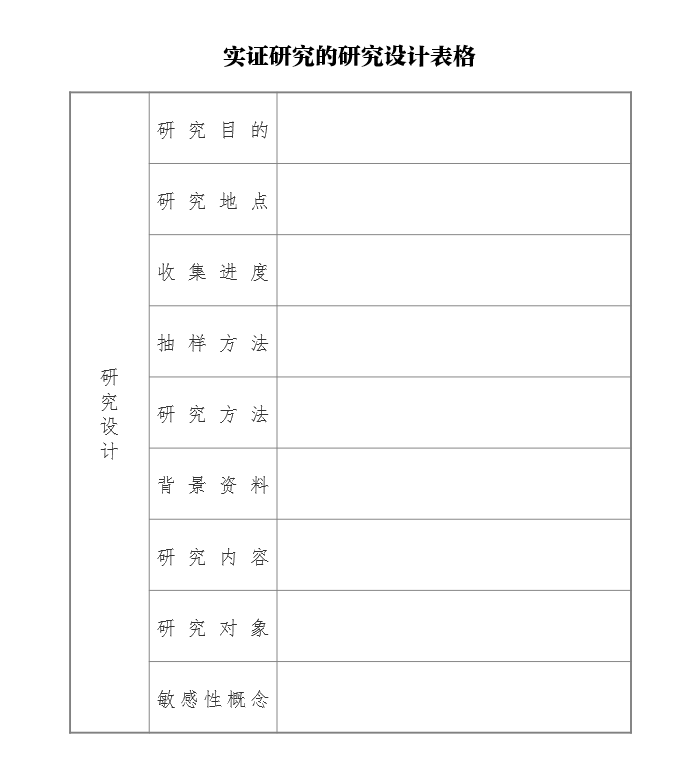 实证研究的研究设计表格
研究设计
研究目的
研究地点
收集进度
抽样方法
研究方法
背景资料
研究内容
研究对象
敏感性概念